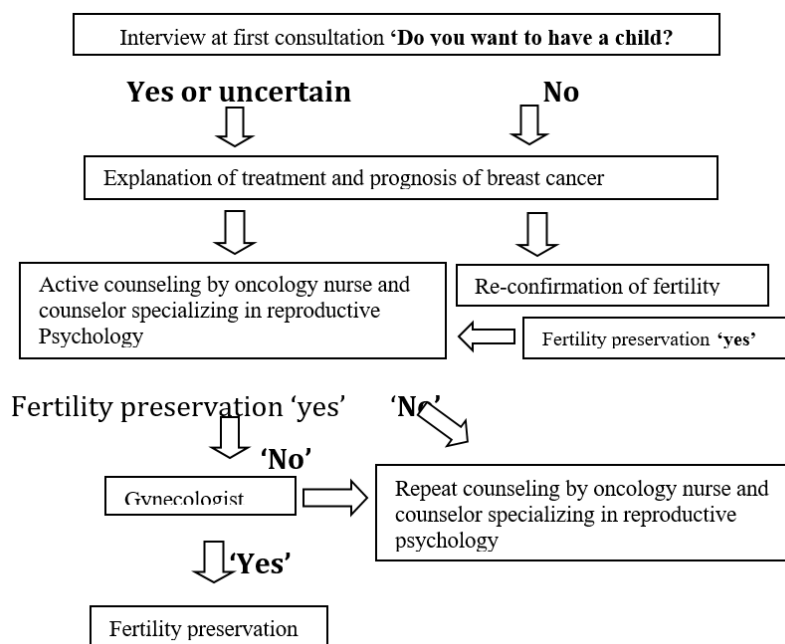 Interview at first consultation ‘Do you want to have a child?
Yes or uncertain
No
Explanation of treatment and prognosis of breast cancer
Active counseling by oncology nurse and
counselor specializing in reproductive
Psychology
Re-confirmation of fertility
Fertility preservation ‘yes’
Fertility preservation ‘yes’
‘No’
‘No’
Gynecologist
Repeat counseling by oncology nurse and
counselor specializing in reproductive
psychology
‘Yes’
Fertility preservation